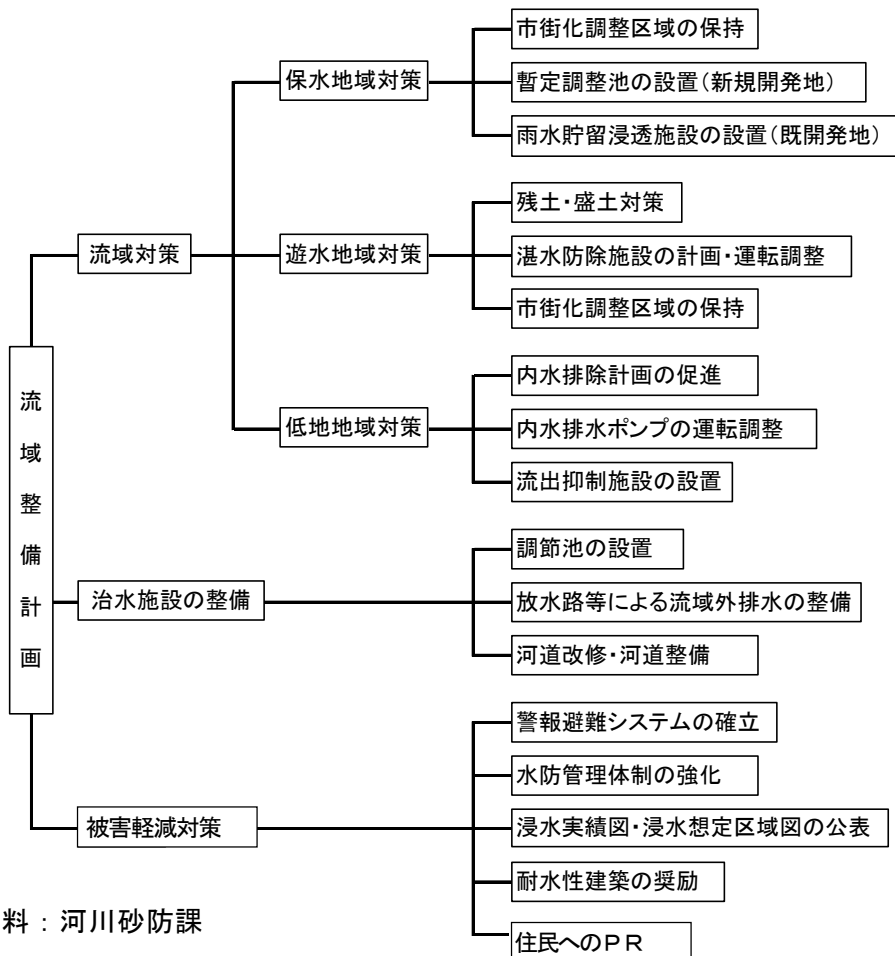 流域整備計画
流域対策
保水地域対策
市街化調整区域の保持
暫定調整池の設置（新規開発地）
雨水貯留浸透施設の設置（既開発地）
遊水地域対策
残土・盛土対策
湛水防除施設の計画・運転調整
市街化調整区域の保持
低地地域対策
内水排除計画の促進
内水排水ポンプの運転調整
流出抑制施設の設置
治水施設の整備
調節池の設置
放水路等による流域外排水の整備
河道改修・河道整備
被害軽減対策
警報避難システムの確立
水防管理体制の強化
浸水実績図・浸水想定区域図の公表
耐水性建築の奨励
住民へのＰＲ
料：河川砂防課